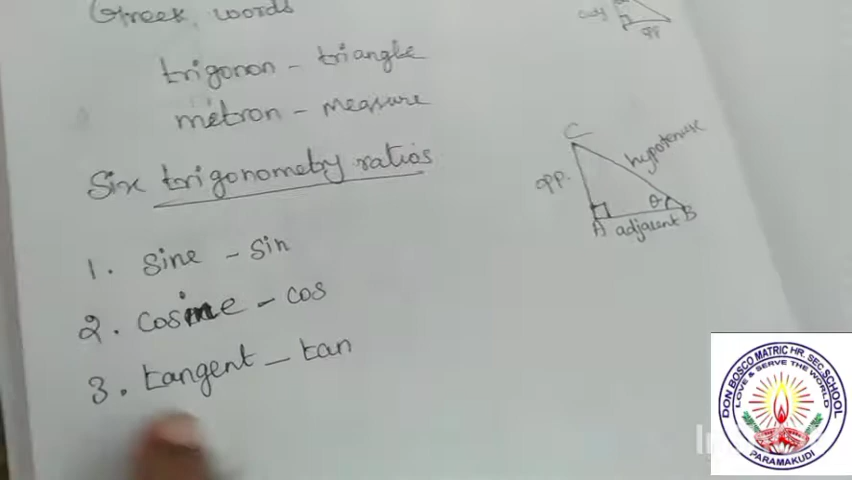 Greek words
trigonon - triangle
metron - measure
Six trigonometry ratios
1. Sine - Sin
2. cosine - cos
3. tangent - tan
opp
C
hypotenuse
opp.
θ
A
B
adjacent
DON BOSCO MATRIC HR. SEC SCHOOL
LOVE & SERVE THE WORLD
PARAMAKUDI